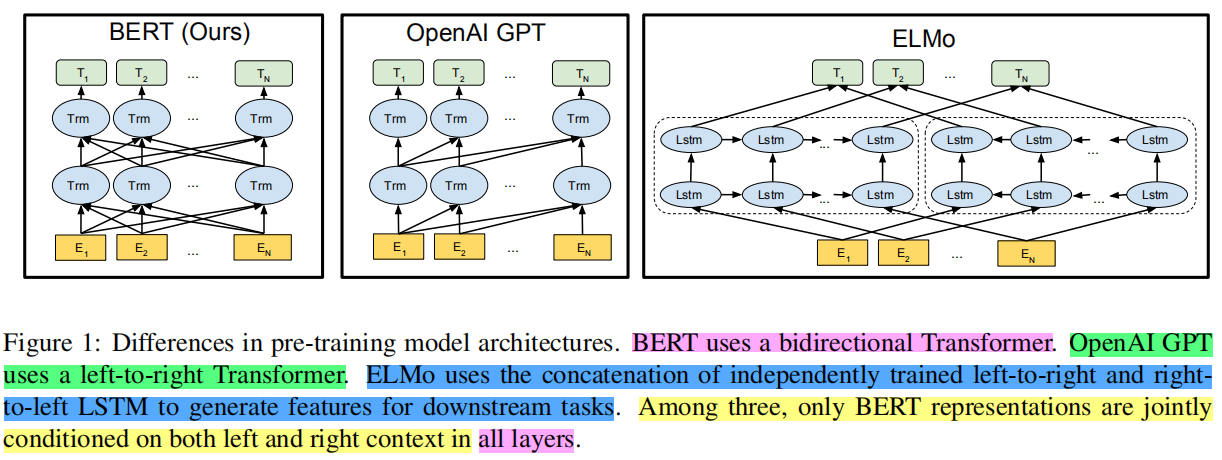 BERT (Ours)
T1 T2 ... TN
Trm Trm ... Trm
Trm Trm ... Trm
E1 E2 ... EN
OpenAI GPT
T1 T2 ... TN
Trm Trm ... Trm
Trm Trm ... Trm
E1 E2 ... EN
ELMo
T1 T2 ... TN
Lstm Lstm ... Lstm Lstm Lstm ... Lstm
Lstm Lstm ... Lstm Lstm Lstm ... Lstm
E1 E2 ... EN
Figure 1: Differences in pre-training model architectures. BERT uses a bidirectional Transformer. OpenAI GPT
uses a left-to-right Transformer. ELMo uses the concatenation of independently trained left-to-right and right-
to-left LSTM to generate features for downstream tasks. Among three, only BERT representations are jointly
conditioned on both left and right context in all layers.